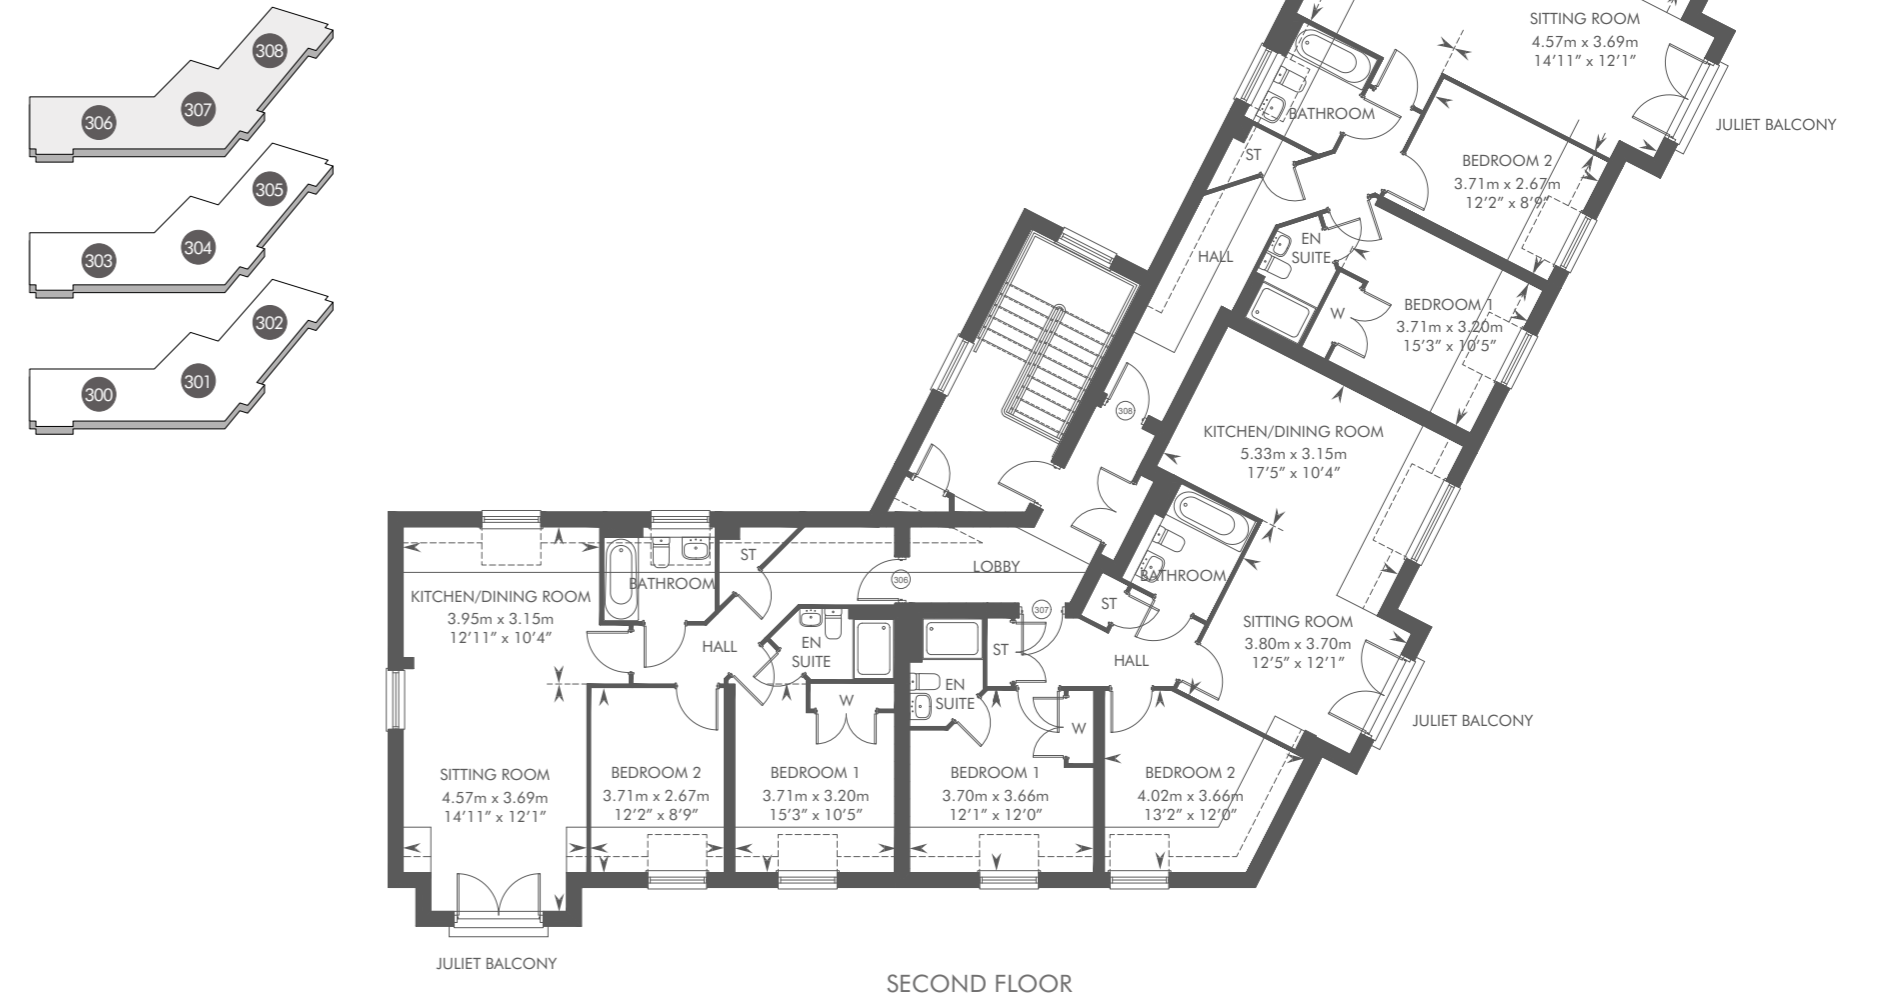 308
307
306
305
304
303
302
301
300
SITTING ROOM
4.57m x 3.69m
14’11” x 12’1”
JULIET BALCONY
BATHROOM
ST
BEDROOM 2
3.71m x 2.67m
12’2” x 8’9”
HALL
EN
SUITE
BEDROOM 1
3.71m x 3.20m
15’3” x 10’5”
W
308
KITCHEN/DINING ROOM
5.33m x 3.15m
17’5” x 10’4”
BATHROOM
ST
SITTING ROOM
3.80m x 3.70m
12’5” x 12’1”
JULIET BALCONY
LOBBY
306
307
ST
BATHROOM
KITCHEN/DINING ROOM
3.95m x 3.15m
12’11” x 10’4”
HALL
EN
SUITE
W
ST
HALL
EN
SUITE
W
SITTING ROOM
4.57m x 3.69m
14’11” x 12’1”
BEDROOM 2
3.71m x 2.67m
12’2” x 8’9”
BEDROOM 1
3.71m x 3.20m
15’3” x 10’5”
BEDROOM 1
3.70m x 3.66m
12’1” x 12’0”
BEDROOM 2
4.02m x 3.66m
13’2” x 12’0”
JULIET BALCONY
SECOND FLOOR